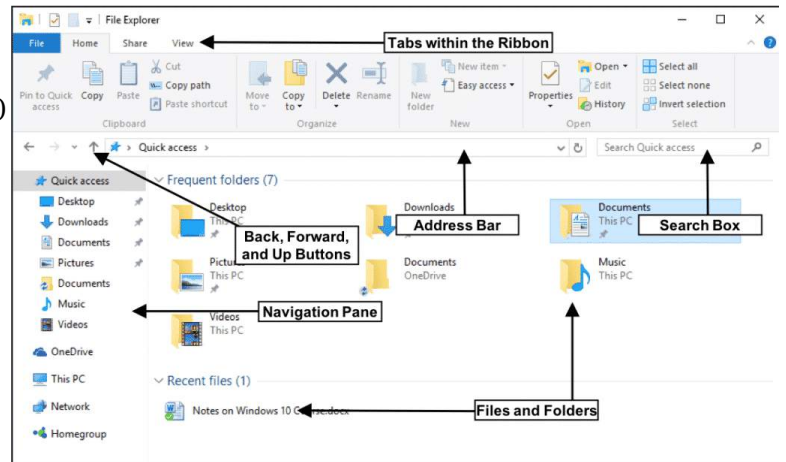 File Explorer
File Home Share View
Tabs within the Ribbon
Pin to Quick access
Copy
Paste
Cut
Copy path
Paste shortcut
Move to
Copy to
Delete
Rename
New folder
New item
Easy access
Properties
Open
Edit
History
Select all
Select none
Invert selection
Clipboard
Organize
New
Open
Select
)
Quick access
Search Quick access
Address Bar
Search Box
Back, Forward,
and Up Buttons
Quick access
Desktop
Downloads
Documents
Pictures
Documents
Music
Videos
OneDrive
This PC
Network
Homegroup
Navigation Pane
Frequent folders (7)
Desktop
This PC
Downloads
Documents
This PC
Pictures
This PC
Documents
OneDrive
Music
This PC
Videos
This PC
Recent files (1)
Notes on Windows 10 Course.docx
Files and Folders